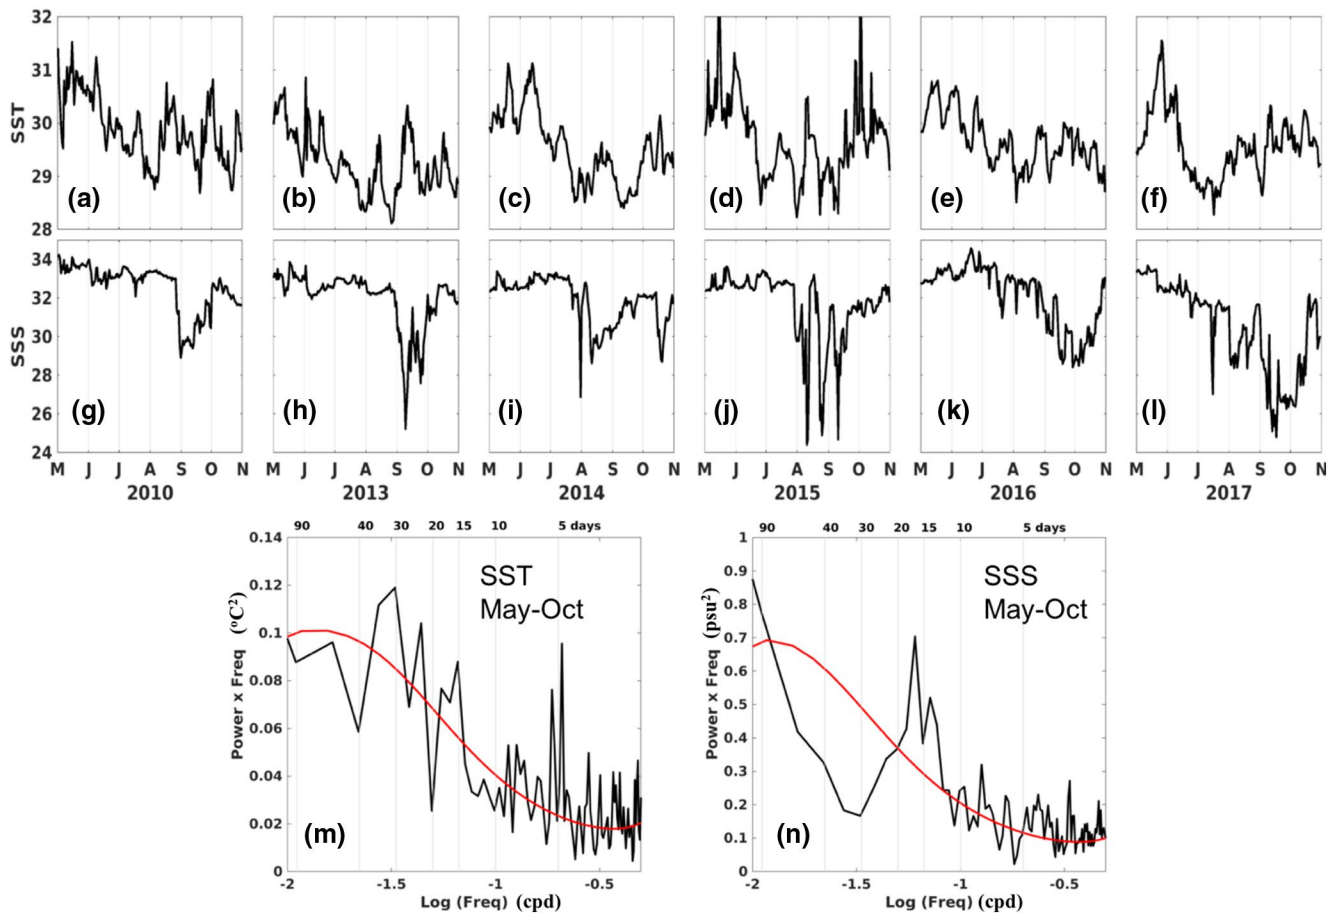 32
31
30
29
28
SST
(a)
(b)
(c)
(d)
(e)
(f)
34
32
30
28
26
24
SSS
(g)
(h)
(i)
(j)
(k)
(l)
M J J A S O N M J J A S O N M J J A S O N M J J A S O N M J J A S O N M J J A S O N
2010 2013 2014 2015 2016 2017
90 40 30 20 15 10 5 days
0.14
0.12
0.1
0.08
0.06
0.04
0.02
0
Power x Freq (°C²)
SST
May-Oct
(m)
-2 -1.5 -1 -0.5
Log (Freq) (cpd)
90 40 30 20 15 10 5 days
1
0.9
0.8
0.7
0.6
0.5
0.4
0.3
0.2
0.1
0
Power x Freq (psu²)
SSS
May-Oct
(n)
-2 -1.5 -1 -0.5
Log (Freq) (cpd)